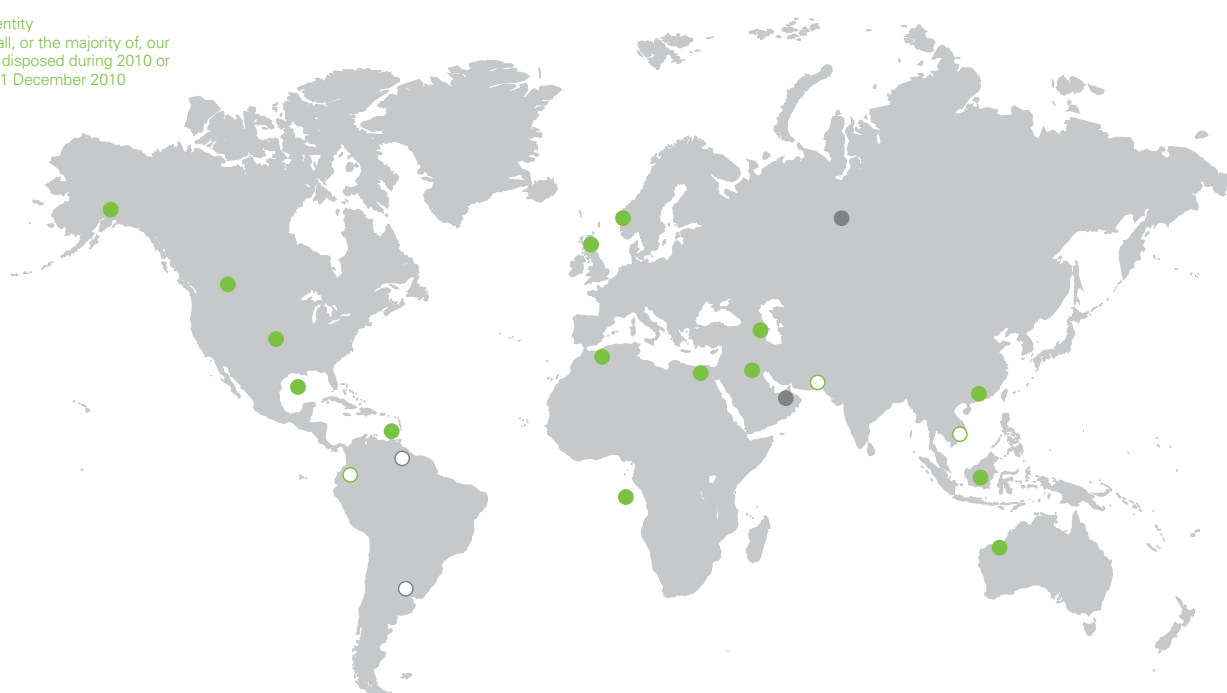 entity
all, or the majority of, our
disposed during 2010 or
1 December 2010